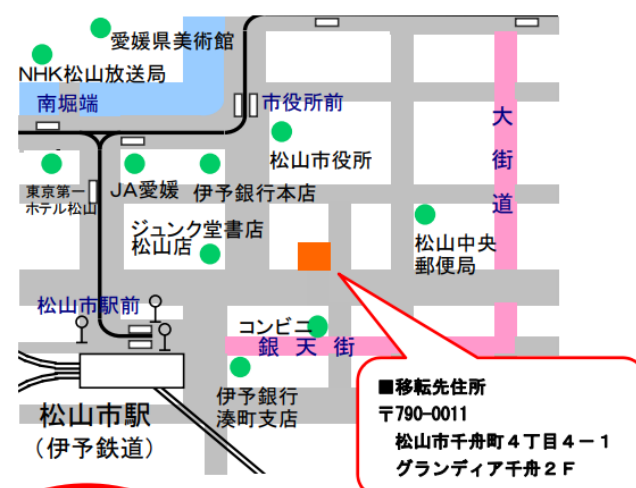 愛媛県美術館
NHK松山放送局
南堀端
市役所前
大街道
松山市役所
東京第一
ホテル松山
JA愛媛
伊予銀行本店
ジュンク堂書店
松山店
松山中央
郵便局
松山市駅前
コンビニ
銀天街
伊予銀行
湊町支店
松山市駅
（伊予鉄道）
■移転先住所
〒790-0011
松山市千舟町４丁目４－１
グランディア千舟２Ｆ